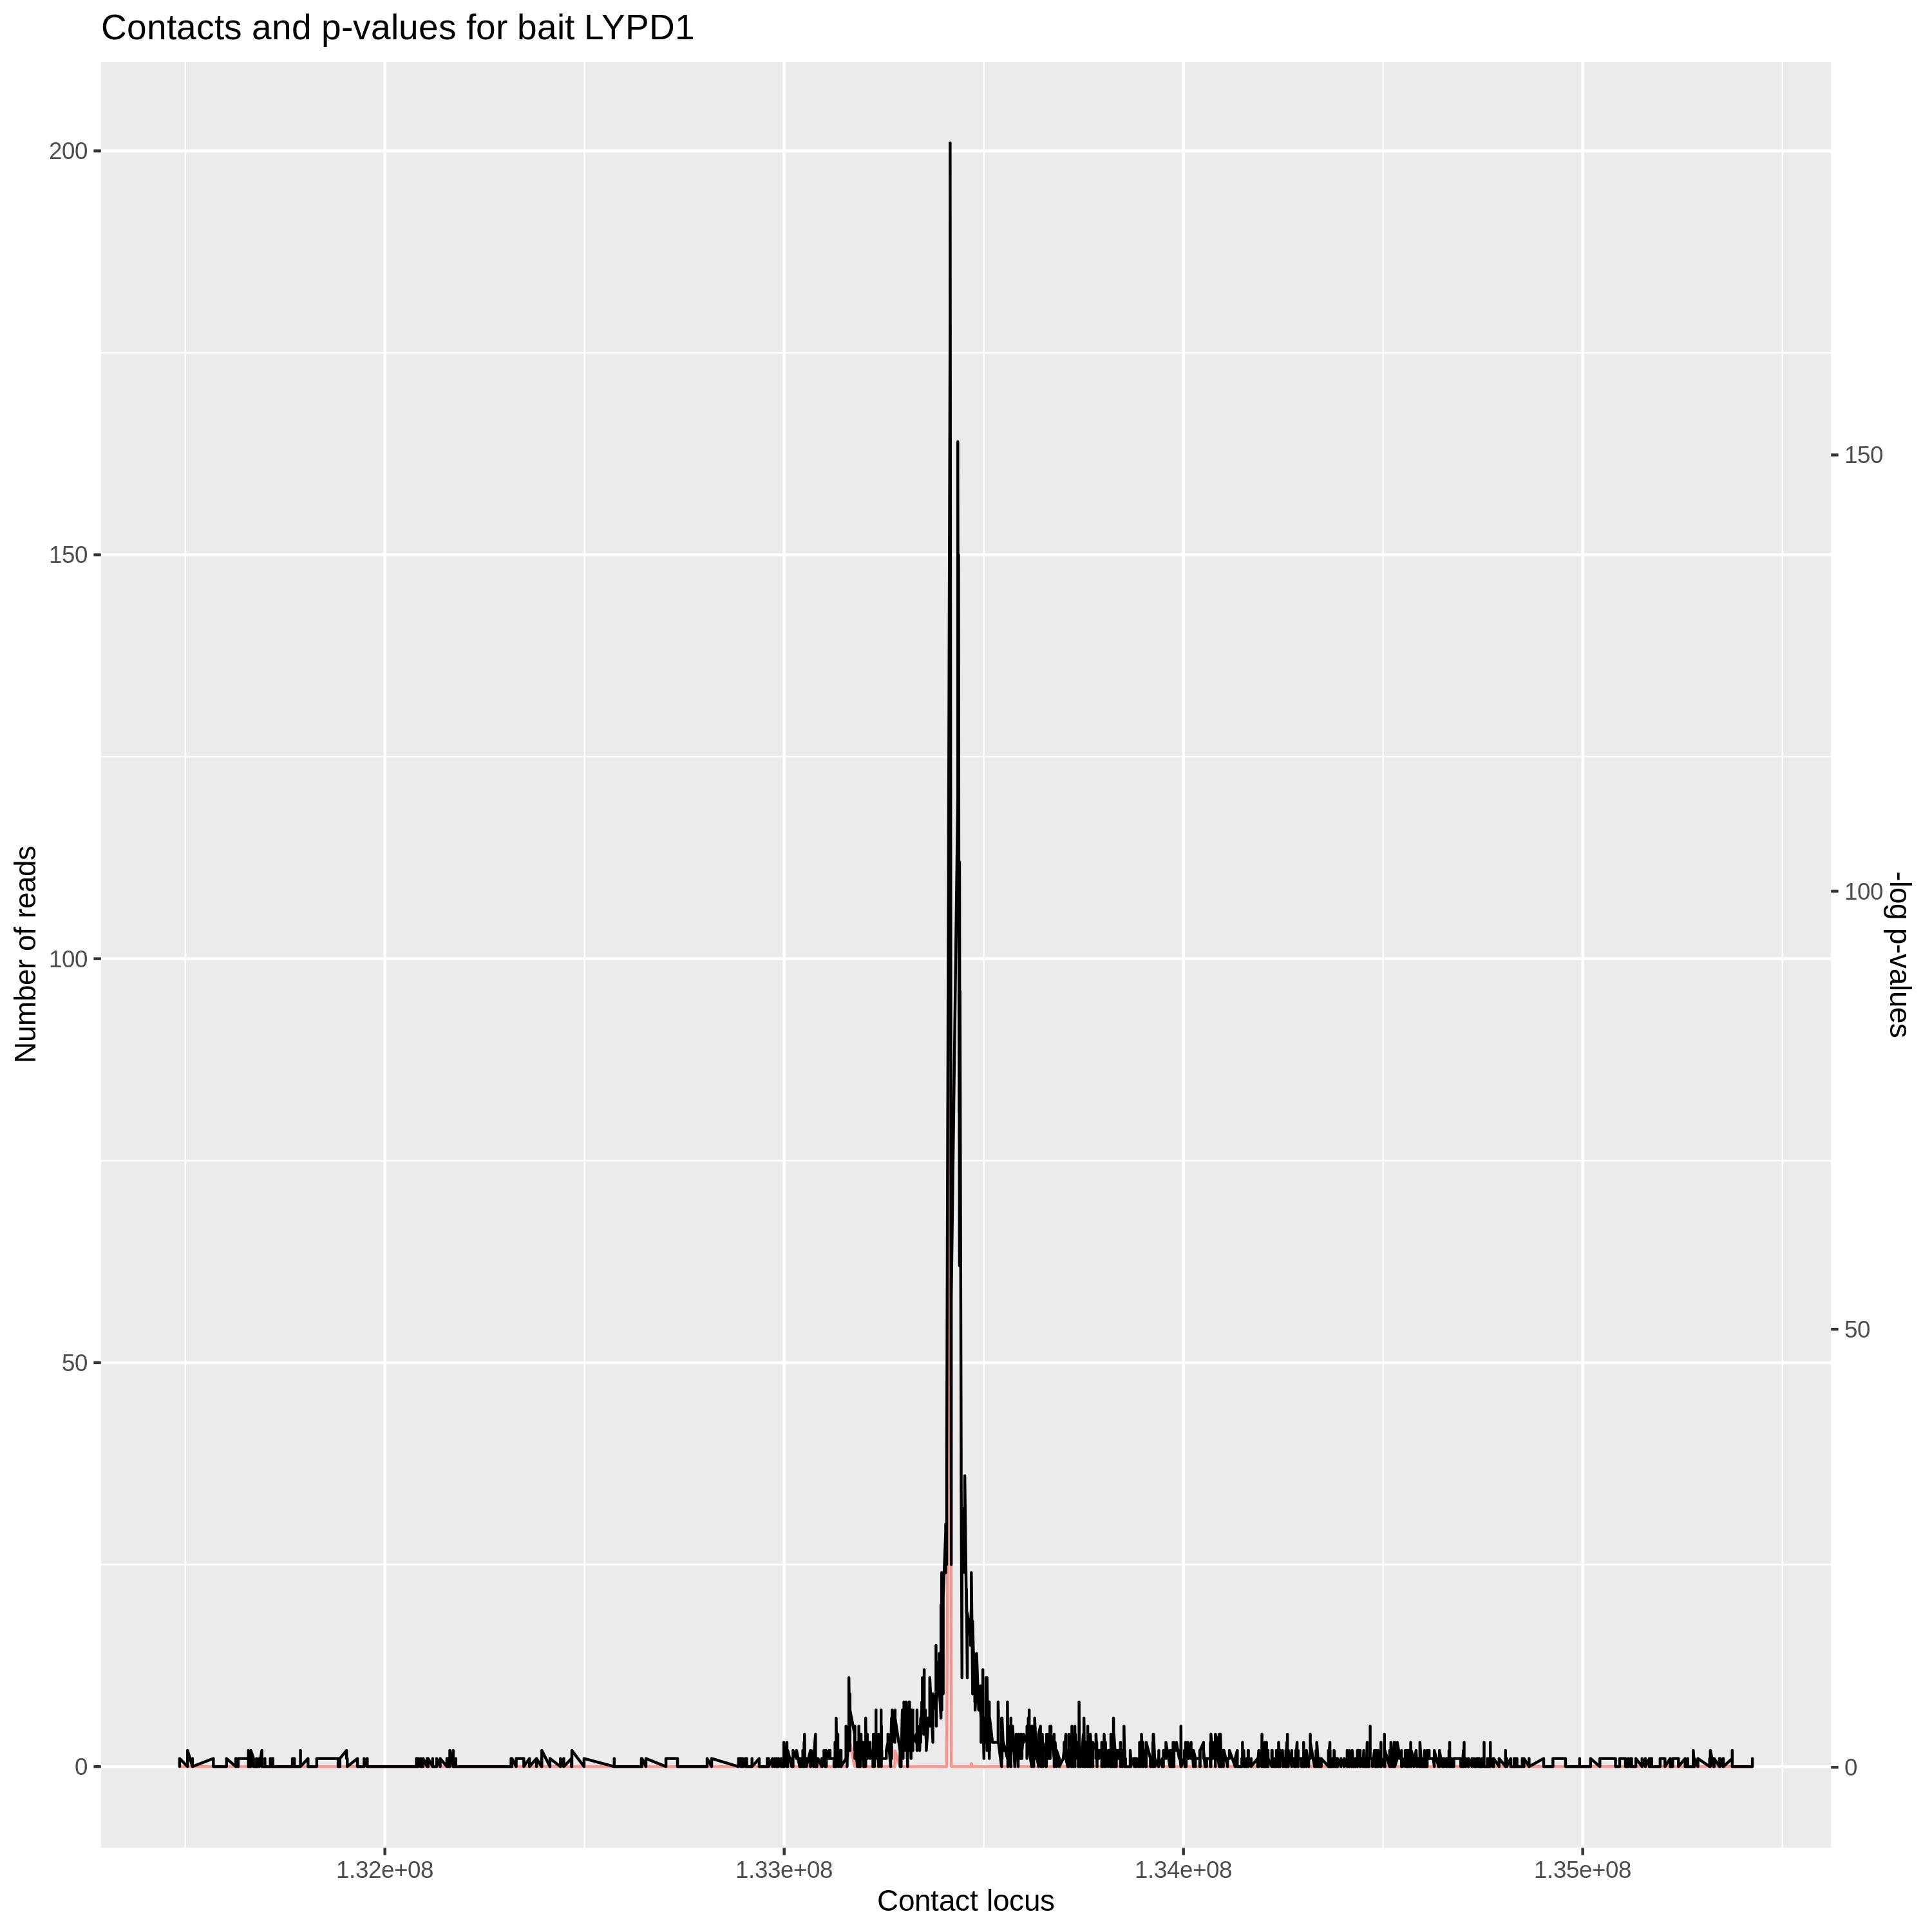 Contacts and p-values for bait LYPD1
200
150
100
50
0
Number of reads
150
100
50
0
-log p-values
1.32e+08 1.33e+08 1.34e+08 1.35e+08
Contact locus